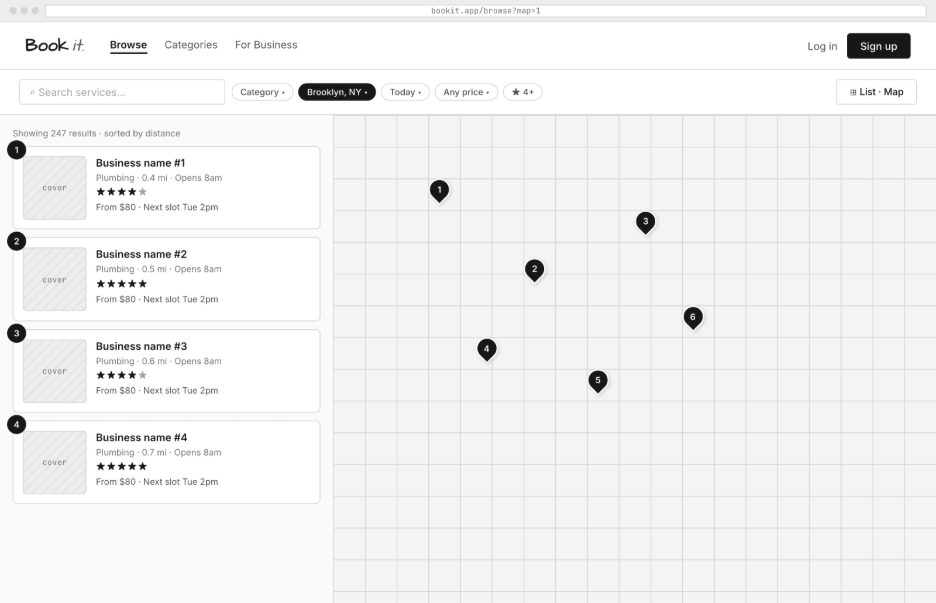 bookit.app/browse?map=1
Book it. Browse Categories For Business Log in Sign up
⌕ Search services... Category ▾ Brooklyn, NY ▾ Today ▾ Any price ▾ ★ 4+ ⊞ List · Map
Showing 247 results · sorted by distance
1
cover
Business name #1
Plumbing · 0.4 mi · Opens 8am
★★★★★
From $80 · Next slot Tue 2pm
2
cover
Business name #2
Plumbing · 0.5 mi · Opens 8am
★★★★★
From $80 · Next slot Tue 2pm
3
cover
Business name #3
Plumbing · 0.6 mi · Opens 8am
★★★★★
From $80 · Next slot Tue 2pm
4
cover
Business name #4
Plumbing · 0.7 mi · Opens 8am
★★★★★
From $80 · Next slot Tue 2pm
1
3
2
6
4
5